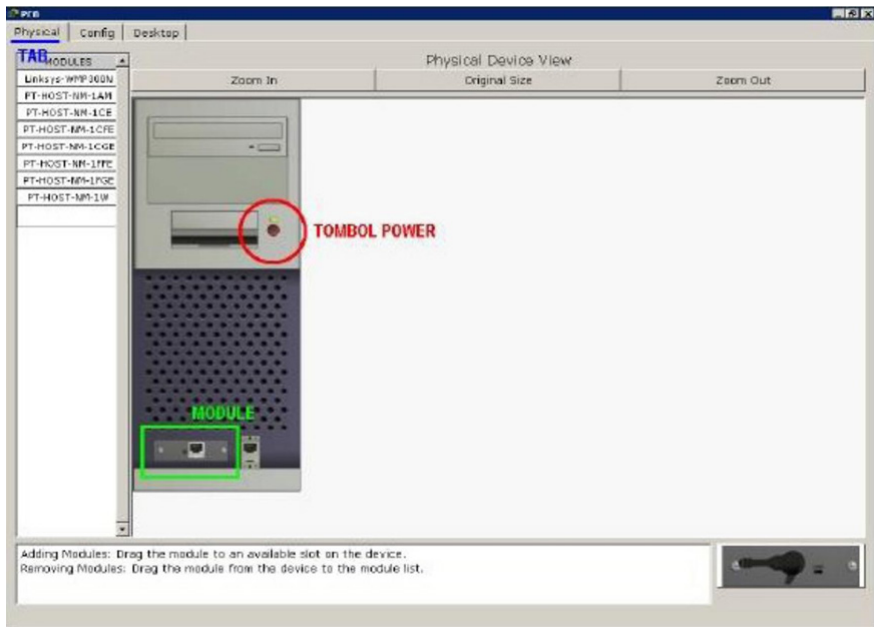 PC0
Physical Config Desktop
TAB
MODULES
Linksys-WMP300N
PT-HOST-NM-1AM
PT-HOST-NM-1CE
PT-HOST-NM-1CFE
PT-HOST-NM-1CGE
PT-HOST-NM-1FFE
PT-HOST-NM-1FGE
PT-HOST-NM-1W
Physical Device View
Zoom In Original Size Zoom Out
TOMBOL POWER
MODULE
Adding Modules: Drag the module to an available slot on the device.
Removing Modules: Drag the module from the device to the module list.